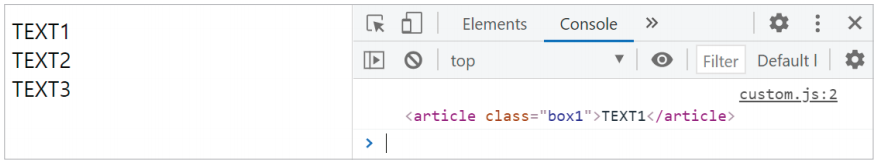 TEXT1
TEXT2
TEXT3
Elements Console »
top ▼ Filter Default l
custom.js:2
<article class="box1">TEXT1</article>
>